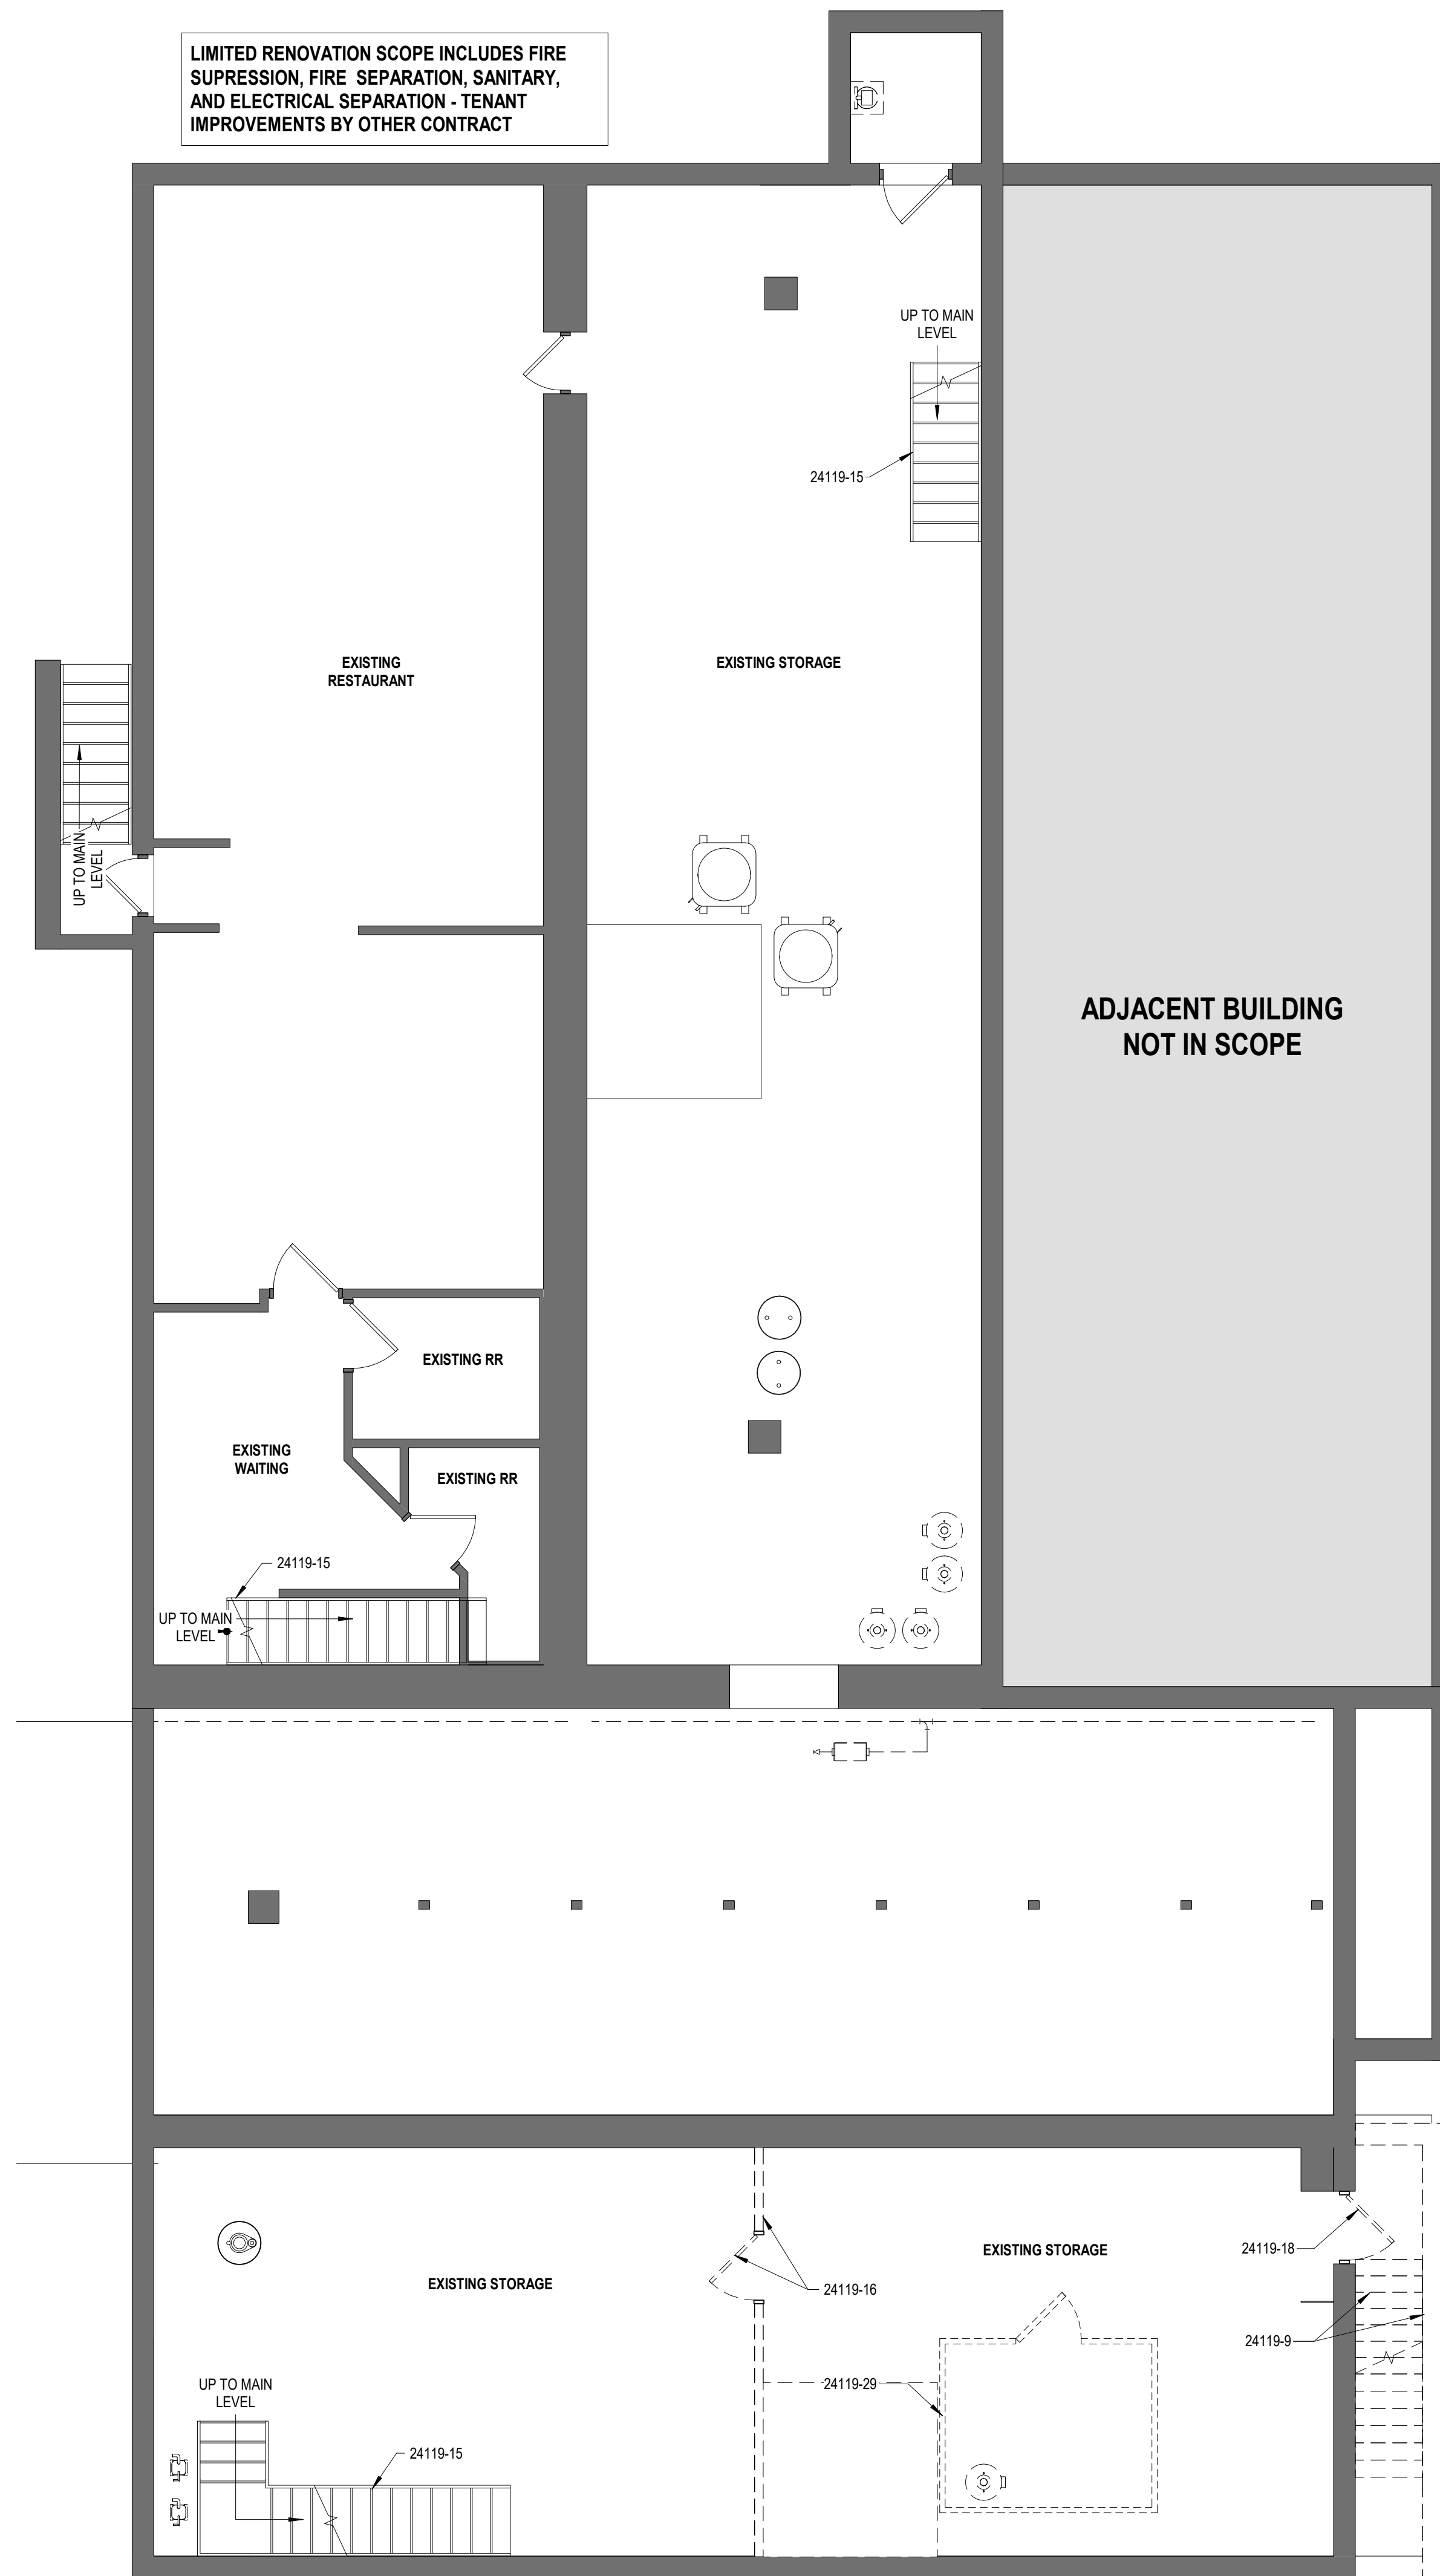 LIMITED RENOVATION SCOPE INCLUDES FIRE
SUPRESSION, FIRE SEPARATION, SANITARY,
AND ELECTRICAL SEPARATION - TENANT
IMPROVEMENTS BY OTHER CONTRACT
UP TO MAIN
LEVEL
24119-15
EXISTING
RESTAURANT
EXISTING STORAGE
UP TO MAIN
LEVEL
ADJACENT BUILDING
NOT IN SCOPE
EXISTING RR
EXISTING
WAITING
EXISTING RR
24119-15
UP TO MAIN
LEVEL
24119-18
EXISTING STORAGE
EXISTING STORAGE
24119-16
24119-9
UP TO MAIN
LEVEL
24119-29
24119-15